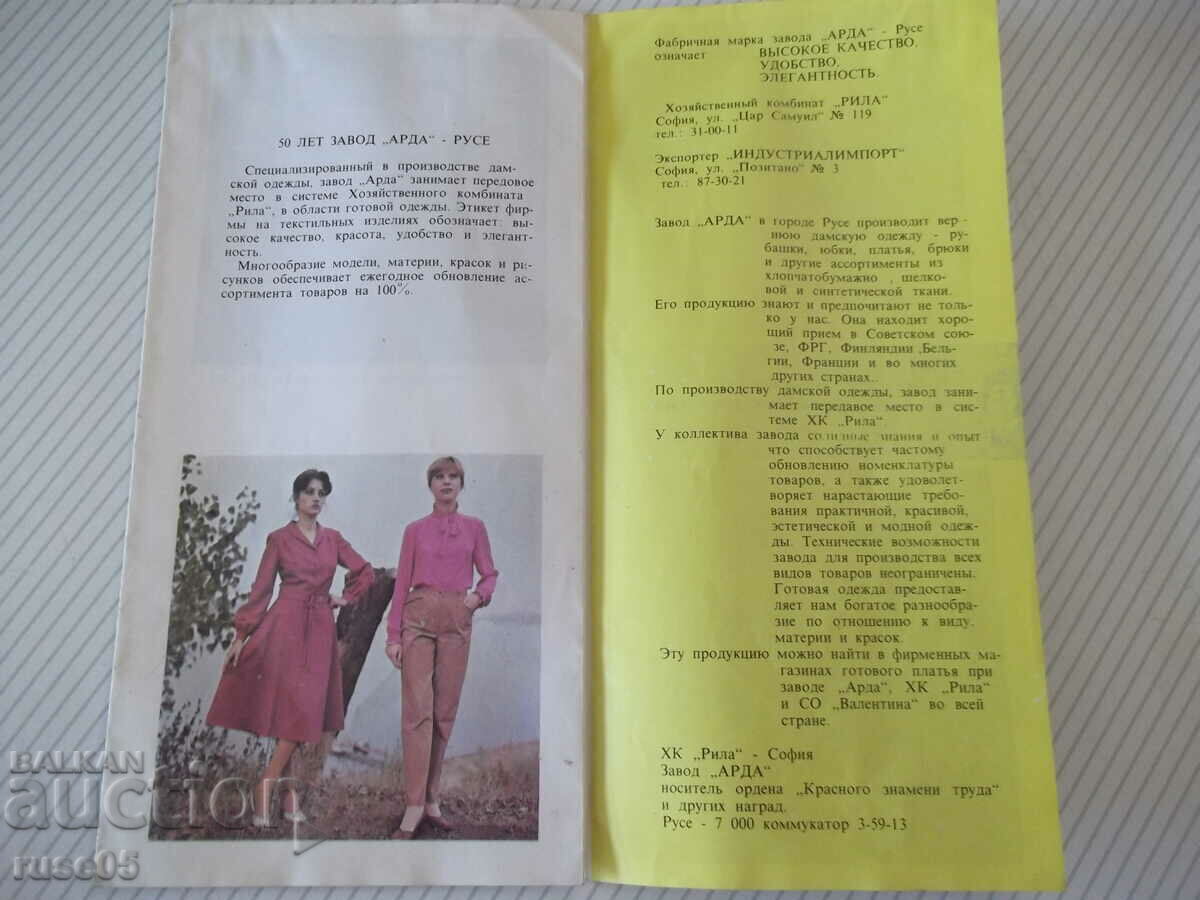 50 ЛЕТ ЗАВОД „АРДА“ - РУСЕ
Специализированный в производстве дам-
ской одежды, завод „Арда“ занимает передовое
место в системе Хозяйственного комбината
„Рила“, в области готовой одежды. Этикет фир-
мы на текстильных изделиях обозначает: вы-
сокое качество, красота, удобство и элегант-
ность.
Многообразие модели, материи, красок и ри-
сунков обеспечивает ежегодное обновление ас-
сортимента товаров на 100%.
Фабричная марка завода „АРДА“ - Русе
означает ВЫСОКОЕ КАЧЕСТВО,
УДОБСТВО,
ЭЛЕГАНТНОСТЬ.
Хозяйственный комбинат „РИЛА“
София, ул. „Цар Самуил“ № 119
тел.: 31-00-11
Экспортер „ИНДУСТРИАЛИМПОРТ“
София, ул. „Позитано“ № 3
тел.: 87-30-21
Завод „АРДА“ в городе Русе производит вер-
нюю дамскую одежду - ру-
башки, юбки, платья, брюки
и другие ассортименты из
хлопчатобумажно , шелко-
вой и синтетической ткани.
Его продукцию знают и предпочитают не толь-
ко у нас. Она находит хоро-
щий прием в Советском сою-
зе, ФРГ, Финляндии ,Бель-
гии, Франции и во многих
других странах..
По производству дамской одежды, завод зани-
мает передавое место в сис-
теме ХК „Рила“.
У коллектива завода солидные знания и опыт
что способствует частому
обновлению номенклатуры
товаров, а также удоволет-
воряет нарастающие требо-
вания практичной, красивой,
эстетической и модной одеж-
ды. Технические возможности
завода для производства всех
видов товаров неограничены.
Готовая одежда предостав-
ляет нам богатое разнообра-
зие по отношению к виду,
материи и красок.
Эту продукцию можно найти в фирменных ма-
газинах готового платья при
заводе „Арда“, ХК „Рила“
и СО „Валентина“ во всей
стране.
ХК „Рила“ - София
Завод „АРДА“
носитель ордена „Красного знамени труда“
и других наград.
Русе - 7 000 коммукатор 3-59-13
BALKAN
auction
ruse05